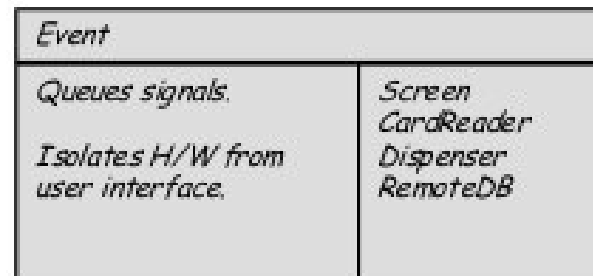 Event
Queues signals.
Isolates H/W from
user interface.
Screen
CardReader
Dispenser
RemoteDB